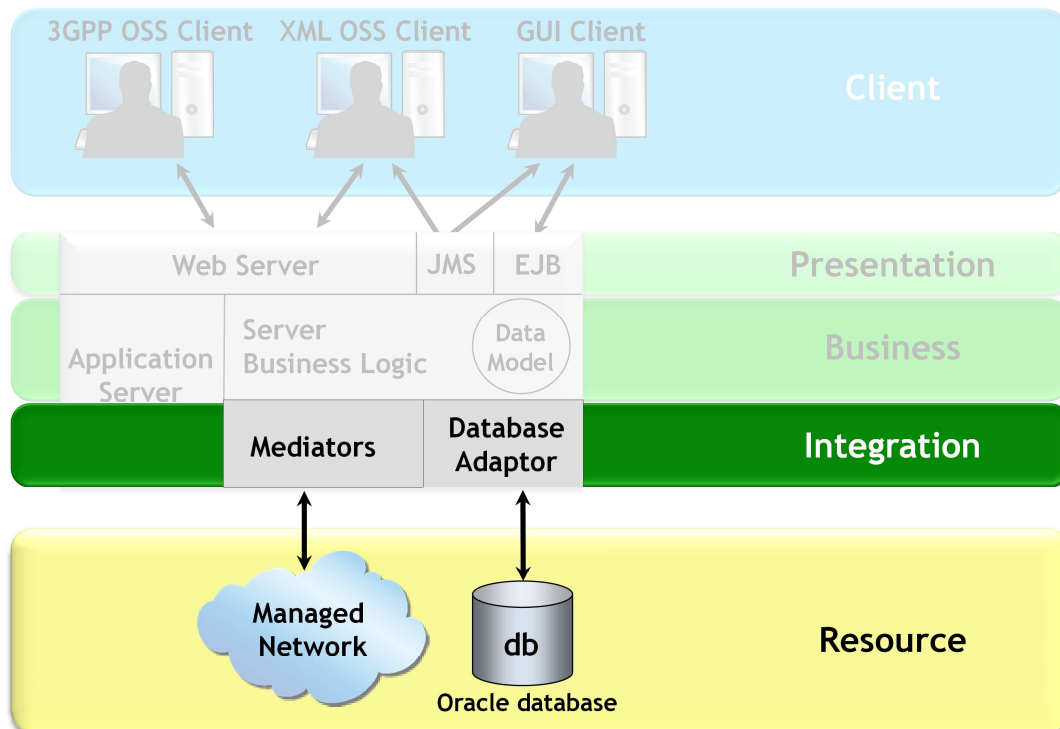 3GPP OSS Client XML OSS Client GUI Client
Client
Web Server JMS EJB
Presentation
Server
Business Logic
Data
Model
Application
Server
Business
Mediators
Database
Adaptor
Integration
Managed
Network
db
Oracle database
Resource